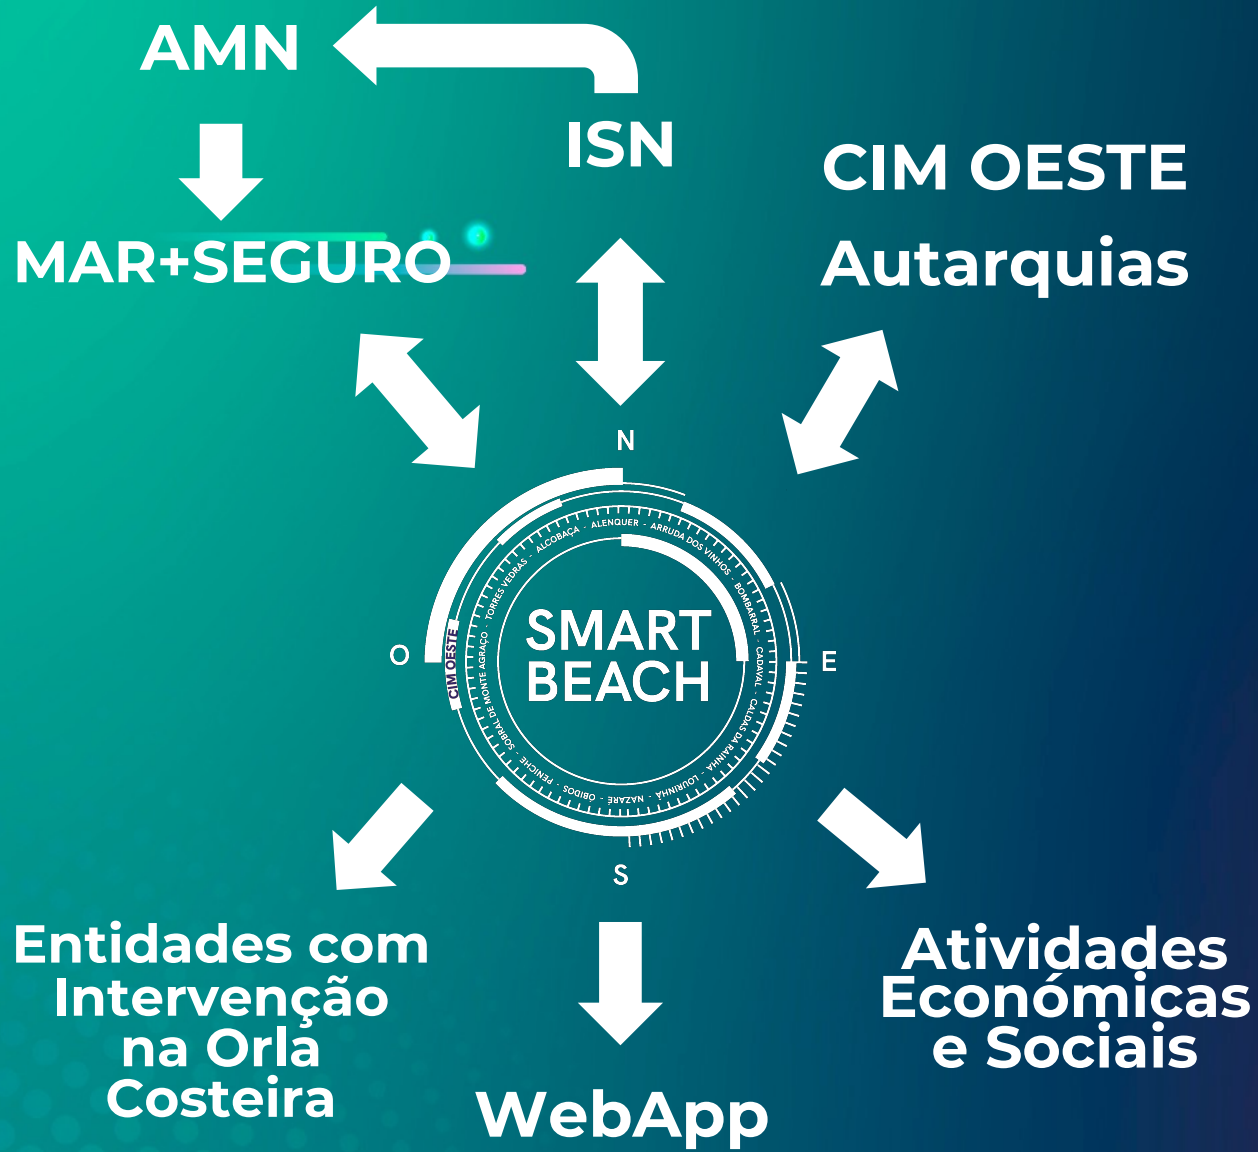 AMN
ISN
CIM OESTE
Autarquias
MAR+SEGURO
N
O
E
S
CIM OESTE
ALCOBAÇA - ALENQUER - ARRUDA DOS VINHOS - BOMBARRAL - CADAVAL - CALDAS DA RAINHA - LOURINHÃ - NAZARÉ - ÓBIDOS - PENICHE - SOBRAL DE MONTE AGRAÇO - TORRES VEDRAS -
SMART
BEACH
Entidades com
Intervenção
na Orla
Costeira
WebApp
Atividades
Económicas
e Sociais